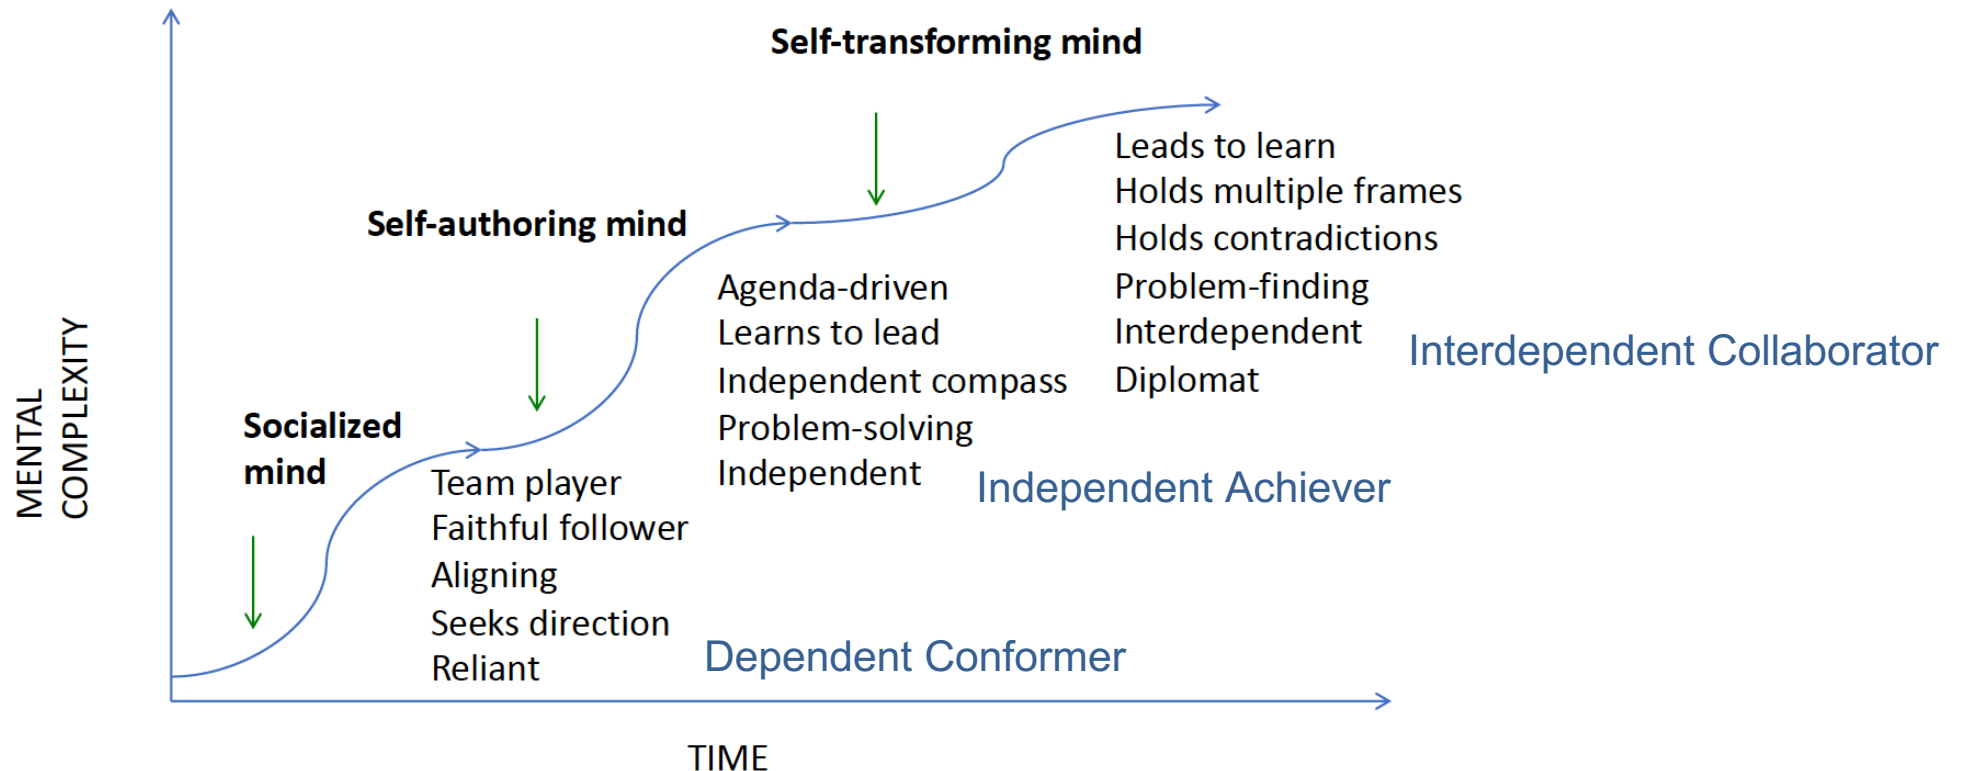 Self-transforming mind
Leads to learn
Holds multiple frames
Holds contradictions
Problem-finding
Interdependent
Diplomat
Interdependent Collaborator
Self-authoring mind
Agenda-driven
Learns to lead
Independent compass
Problem-solving
Independent
Independent Achiever
Socialized
mind
Team player
Faithful follower
Aligning
Seeks direction
Reliant
Dependent Conformer
MENTAL
COMPLEXITY
TIME